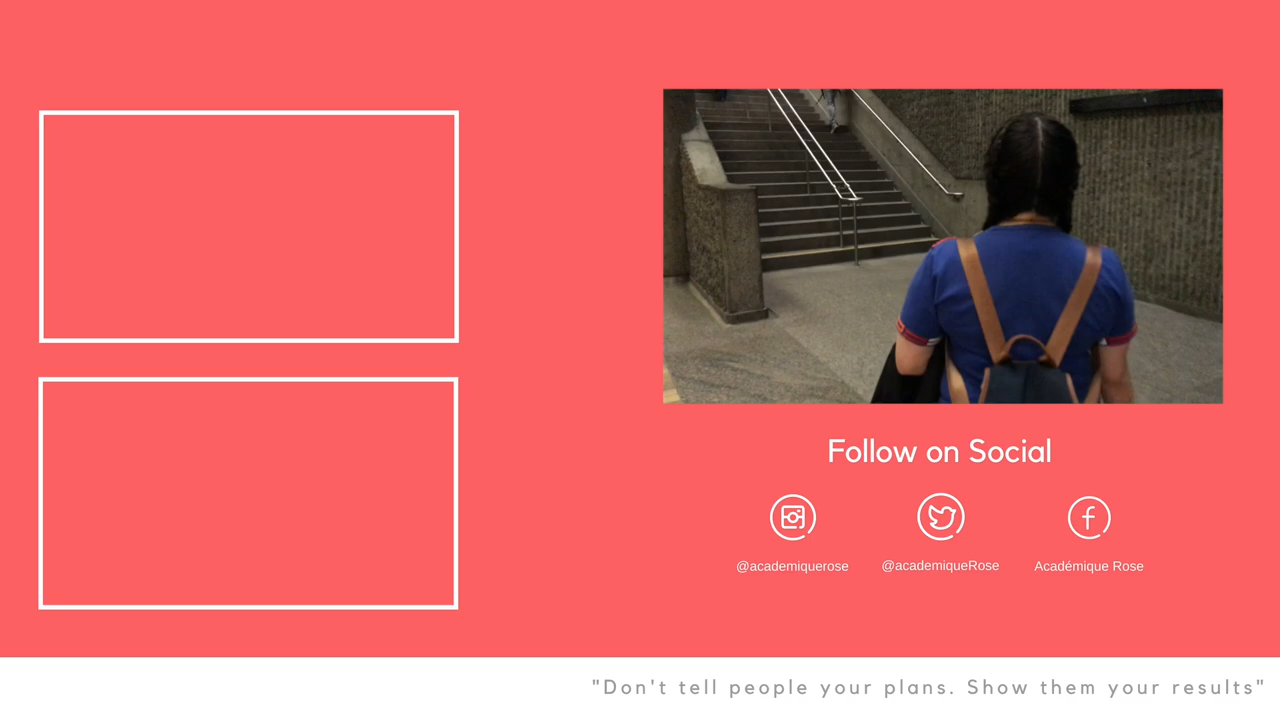 Follow on Social
@academiquerose
@academiqueRose
Académique Rose
"Don't tell people your plans. Show them your results"